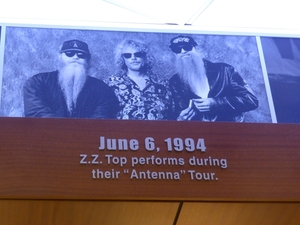 June 6, 1994
Z.Z. Top performs during
their "Antenna" Tour.